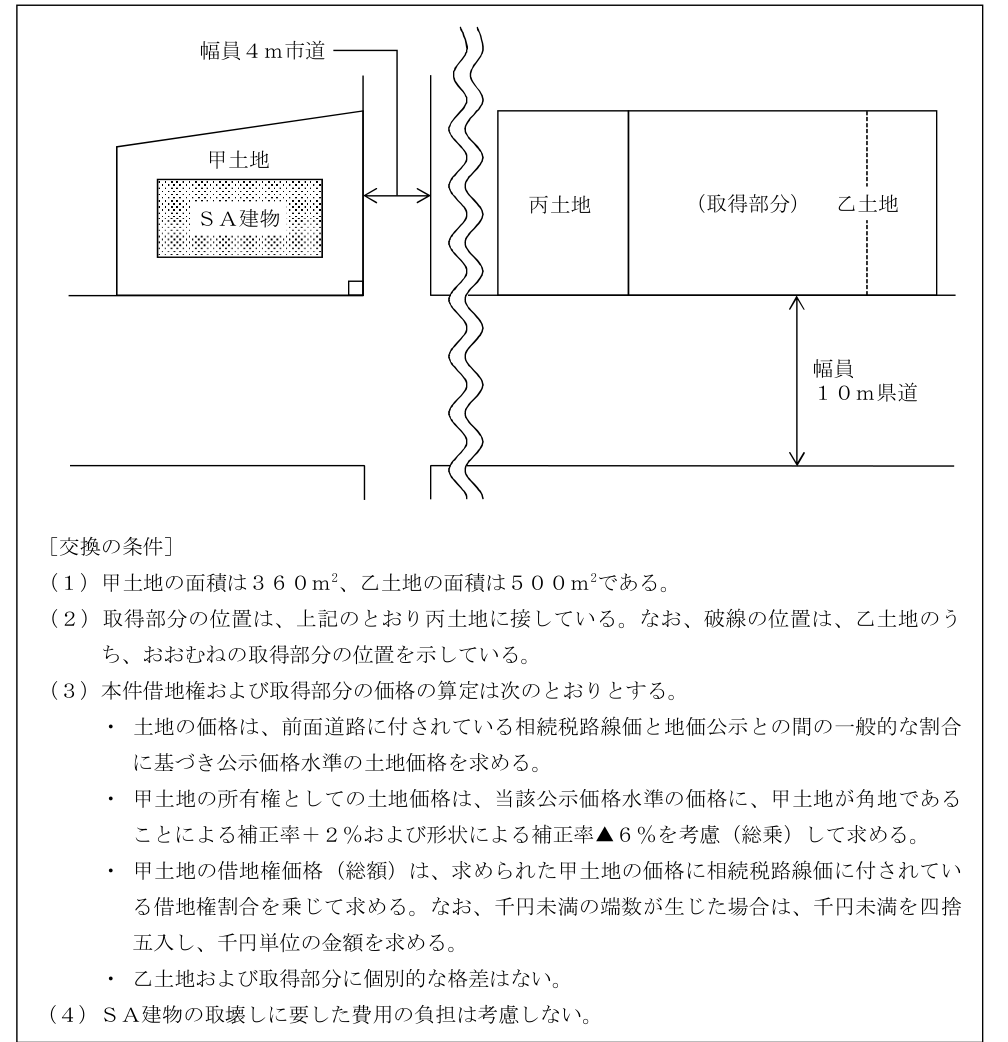 幅員４ｍ市道
甲土地
ＳＡ建物
丙土地
（取得部分）
乙土地
幅員
１０ｍ県道
［交換の条件］
（１）甲土地の面積は３６０ｍ²、乙土地の面積は５００ｍ²である。
（２）取得部分の位置は、上記のとおり丙土地に接している。なお、破線の位置は、乙土地のう
ち、おおむねの取得部分の位置を示している。
（３）本件借地権および取得部分の価格の算定は次のとおりとする。
・ 土地の価格は、前面道路に付されている相続税路線価と地価公示との間の一般的な割合
に基づき公示価格水準の土地価格を求める。
・ 甲土地の所有権としての土地価格は、当該公示価格水準の価格に、甲土地が角地である
ことによる補正率＋２％および形状による補正率▲６％を考慮（総乗）して求める。
・ 甲土地の借地権価格（総額）は、求められた甲土地の価格に相続税路線価に付されてい
る借地権割合を乗じて求める。なお、千円未満の端数が生じた場合は、千円未満を四捨
五入し、千円単位の金額を求める。
・ 乙土地および取得部分に個別的な格差はない。
（４）ＳＡ建物の取壊しに要した費用の負担は考慮しない。